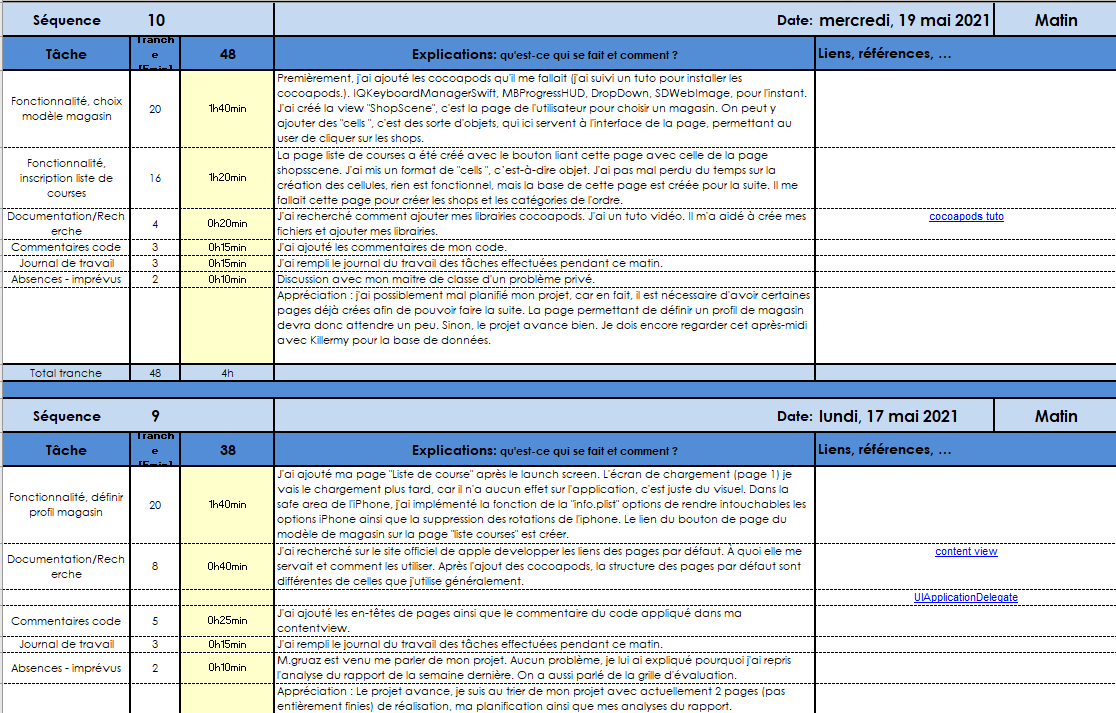 Séquence 10 Date: mercredi, 19 mai 2021 Matin
Tâche Tranche [5min] 48 Explications: qu'est-ce qui se fait et comment ? Liens, références, …
Fonctionnalité, choix modèle magasin 20 1h40min
Premièrement, j'ai ajouté les cocoapods qu'il me fallait (j'ai suivi un tuto pour installer les
cocoapods.). IQKeyboardManagerSwift, MBProgressHUD, DropDown, SDWebImage, pour l'instant.
J'ai créé la view "ShopScene", c'est la page de l'utilisateur pour choisir un magasin. On peut y
ajouter des "cells ", c'est des sorte d'objets, qui ici servent à l'interface de la page, permettant au
user de cliquer sur les shops.
Fonctionnalité, inscription liste de courses 16 1h20min
La page liste de courses a été créé avec le bouton liant cette page avec celle de la page
shopsscene. J'ai mis un format de "cells ", c'est-à-dire objet. J'ai pas mal perdu du temps sur la
création des cellules, rien est fonctionnel, mais la base de cette page est créée pour la suite. Il me
fallait cette page pour créer les shops et les catégories de l'ordre.
Documentation/Recherche 4 0h20min
J'ai recherché comment ajouter mes librairies cocoapods. J'ai un tuto vidéo. Il m'a aidé à crée mes
fichiers et ajouter mes librairies.
cocoapods tuto
Commentaires code 3 0h15min J'ai ajouté les commentaires de mon code.
Journal de travail 3 0h15min J'ai rempli le journal du travail des tâches effectuées pendant ce matin.
Absences - imprévus 2 0h10min Discussion avec mon maitre de classe d'un problème privé.
Appréciation : j'ai possiblement mal planifié mon projet, car en fait, il est nécessaire d'avoir certaines
pages déjà crées afin de pouvoir faire la suite. La page permettant de définir un profil de magasin
devra donc attendre un peu. Sinon, le projet avance bien. Je dois encore regarder cet après-midi
avec Killermy pour la base de données.
Total tranche 48 4h
Séquence 9 Date: lundi, 17 mai 2021 Matin
Tâche Tranche [5min] 38 Explications: qu'est-ce qui se fait et comment ? Liens, références, …
Fonctionnalité, définir profil magasin 20 1h40min
J'ai ajouté ma page "Liste de course" après le launch screen. L'écran de chargement (page 1) je
vais le chargement plus tard, car il n'a aucun effet sur l'application, c'est juste du visuel. Dans la
safe area de l'iPhone, j'ai implémenté la fonction de la "info.plist" options de rendre intouchables les
options iPhone ainsi que la suppression des rotations de l'iphone. Le lien du bouton de page du
modèle de magasin sur la page "liste courses" est créer.
Documentation/Recherche 8 0h40min
J'ai recherché sur le site officiel de apple developper les liens des pages par défaut. À quoi elle me
servait et comment les utiliser. Après l'ajout des cocoapods, la structure des pages par défaut sont
différentes de celles que j'utilise généralement.
content view
UIApplicationDelegate
Commentaires code 5 0h25min
J'ai ajouté les en-têtes de pages ainsi que le commentaire du code appliqué dans ma
contentview.
Journal de travail 3 0h15min J'ai rempli le journal du travail des tâches effectuées pendant ce matin.
Absences - imprévus 2 0h10min
M.gruaz est venu me parler de mon projet. Aucun problème, je lui ai expliqué pourquoi j'ai repris
l'analyse du rapport de la semaine dernière. On a aussi parlé de la grille d'évaluation.
Appréciation : Le projet avance, je suis au trier de mon projet avec actuellement 2 pages (pas
entièrement finies) de réalisation, ma planification ainsi que mes analyses du rapport.